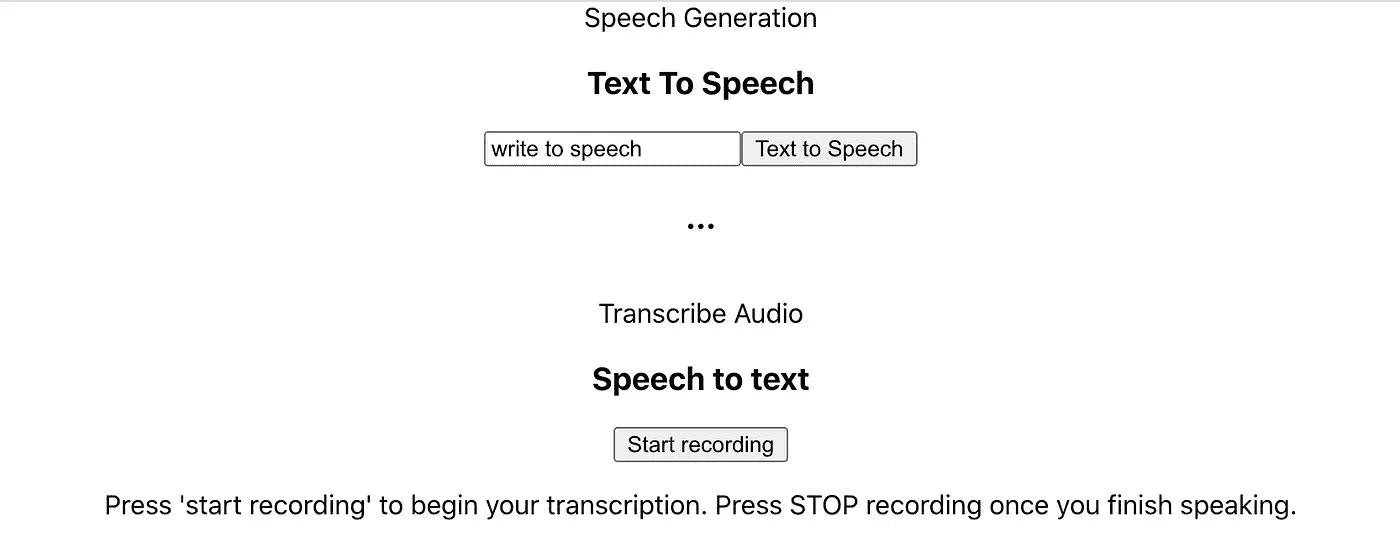 Speech Generation
Text To Speech
write to speech Text to Speech
...
Transcribe Audio
Speech to text
Start recording
Press 'start recording' to begin your transcription. Press STOP recording once you finish speaking.